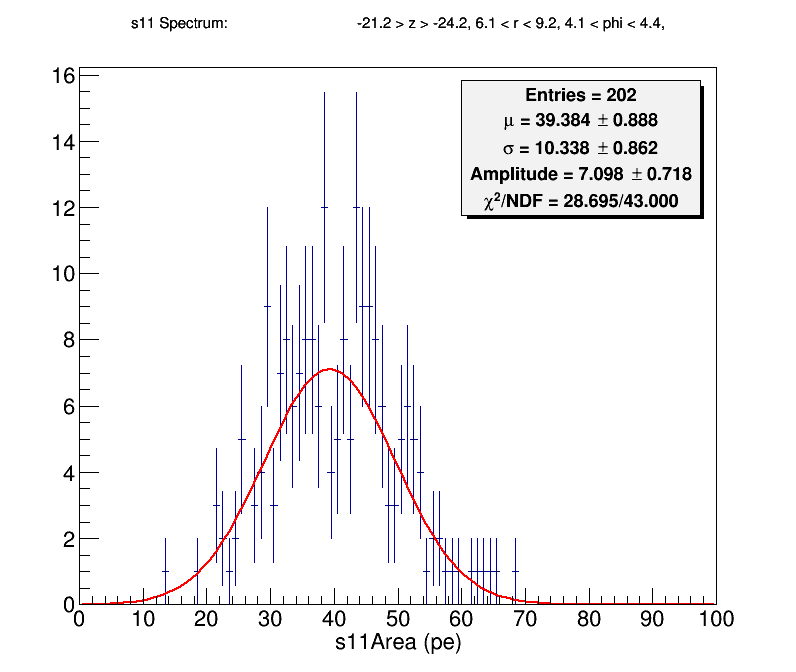 s11 Spectrum: -21.2 > z > -24.2, 6.1 < r < 9.2, 4.1 < phi < 4.4,
Entries = 202
μ = 39.384 ± 0.888
σ = 10.338 ± 0.862
Amplitude = 7.098 ± 0.718
χ²/NDF = 28.695/43.000
16
14
12
10
8
6
4
2
0
0 10 20 30 40 50 60 70 80 90 100
s11Area (pe)